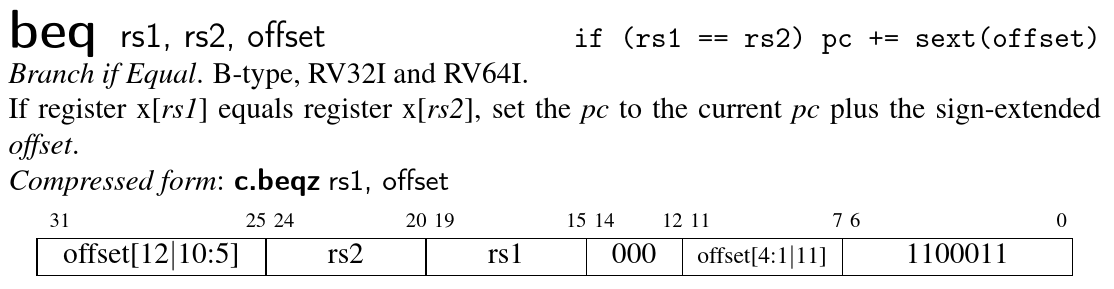 beq rs1, rs2, offset if (rs1 == rs2) pc += sext(offset)
Branch if Equal. B-type, RV32I and RV64I.
If register x[rs1] equals register x[rs2], set the pc to the current pc plus the sign-extended
offset.
Compressed form: c.beqz rs1, offset
31 25 24 20 19 15 14 12 11 7 6 0
offset[12|10:5] rs2 rs1 000 offset[4:1|11] 1100011